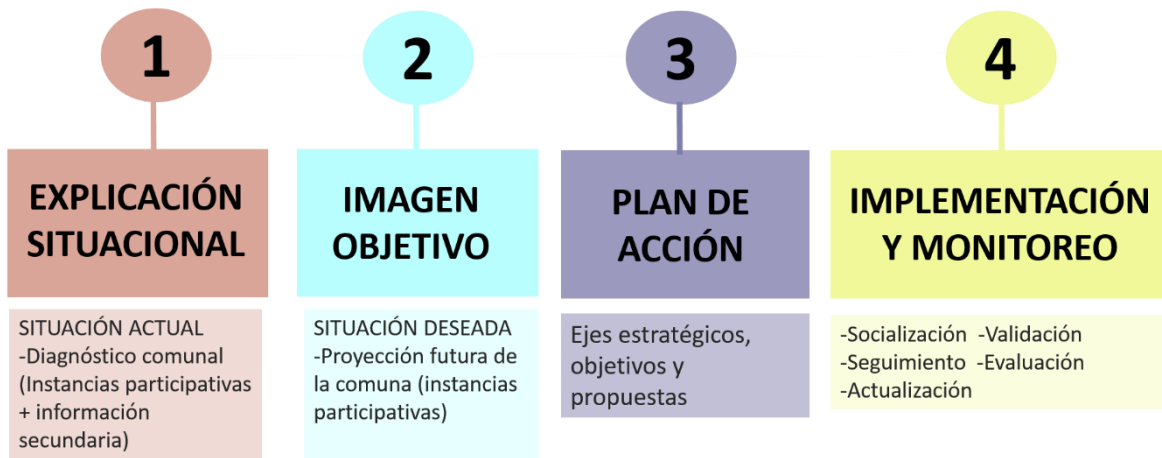 1
EXPLICACIÓN
SITUACIONAL
SITUACIÓN ACTUAL
-Diagnóstico comunal
(Instancias participativas
+ información
secundaria)
2
IMAGEN
OBJETIVO
SITUACIÓN DESEADA
-Proyección futura de
la comuna (instancias
participativas)
3
PLAN DE
ACCIÓN
Ejes estratégicos,
objetivos y
propuestas
4
IMPLEMENTACIÓN
Y MONITOREO
-Socialización -Validación
-Seguimiento -Evaluación
-Actualización